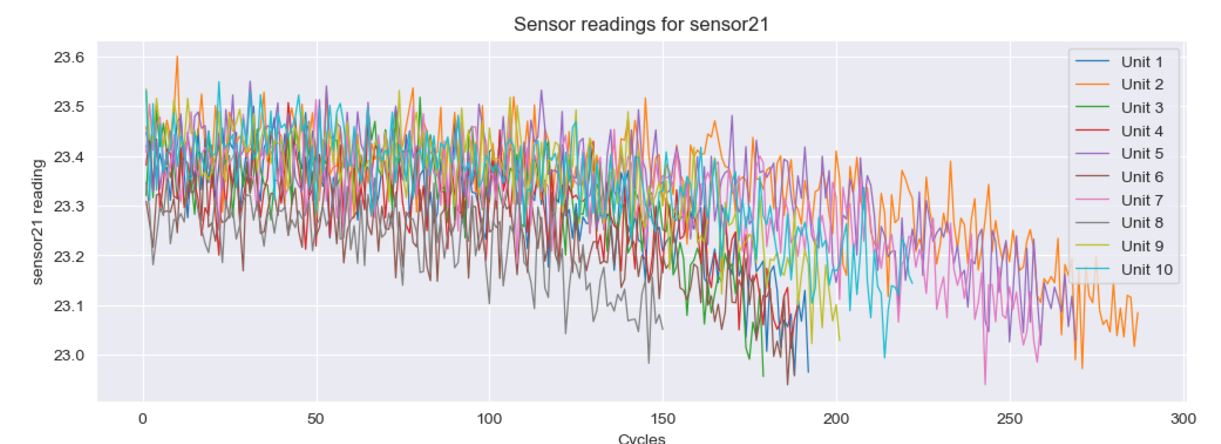 Sensor readings for sensor21
23.6
23.5
23.4
23.3
23.2
23.1
23.0
sensor21 reading
0 50 100 150 200 250 300
Cycles
Unit 1
Unit 2
Unit 3
Unit 4
Unit 5
Unit 6
Unit 7
Unit 8
Unit 9
Unit 10